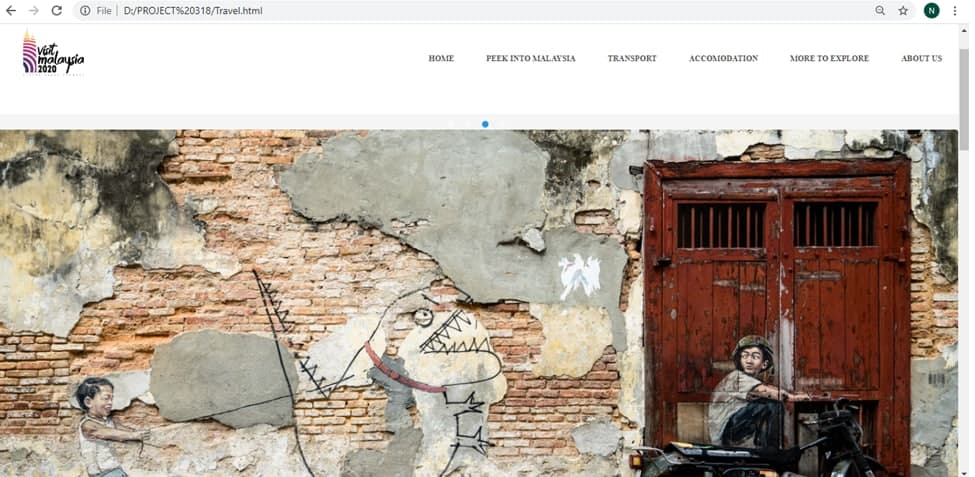 File | D:/PROJECT%20318/Travel.html
N
visit
malaysia
2020
HOME PEEK INTO MALAYSIA TRANSPORT ACCOMODATION MORE TO EXPLORE ABOUT US